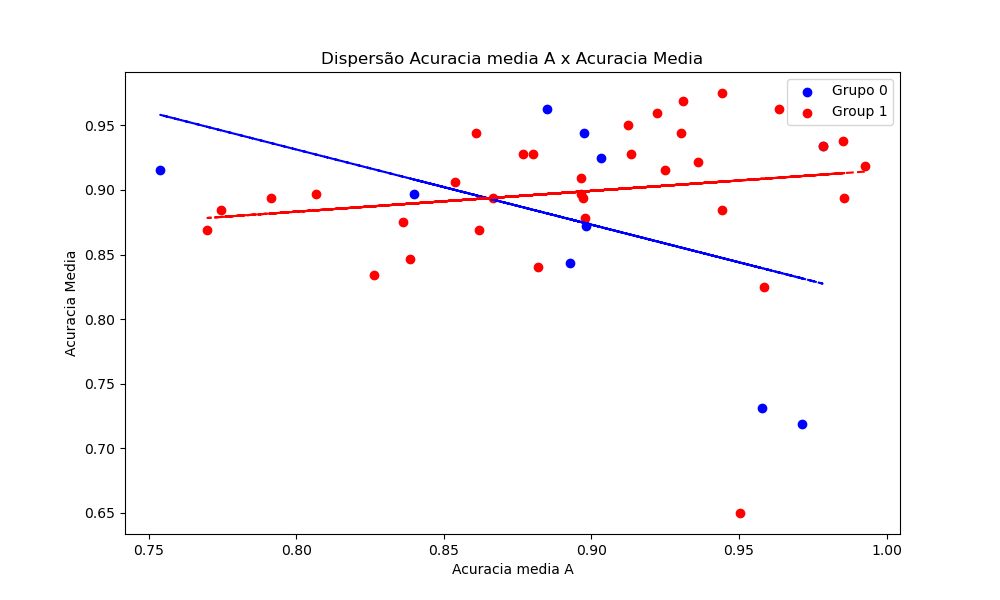 Dispersão Acuracia media A x Acuracia Media
Grupo 0
Group 1
Acuracia Media
0.95
0.90
0.85
0.80
0.75
0.70
0.65
0.75
0.80
0.85
0.90
0.95
1.00
Acuracia media A